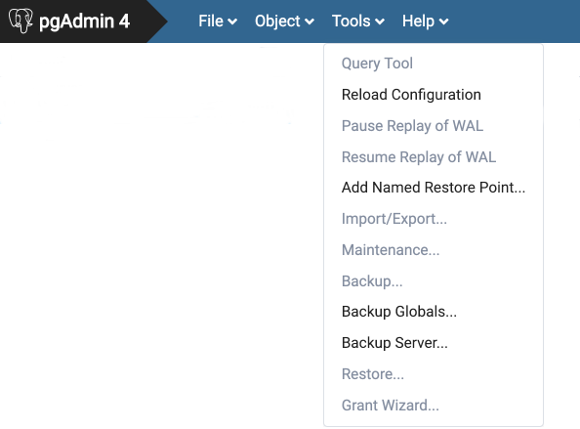 pgAdmin 4 File Object Tools Help
Query Tool
Reload Configuration
Pause Replay of WAL
Resume Replay of WAL
Add Named Restore Point...
Import/Export...
Maintenance...
Backup...
Backup Globals...
Backup Server...
Restore...
Grant Wizard...